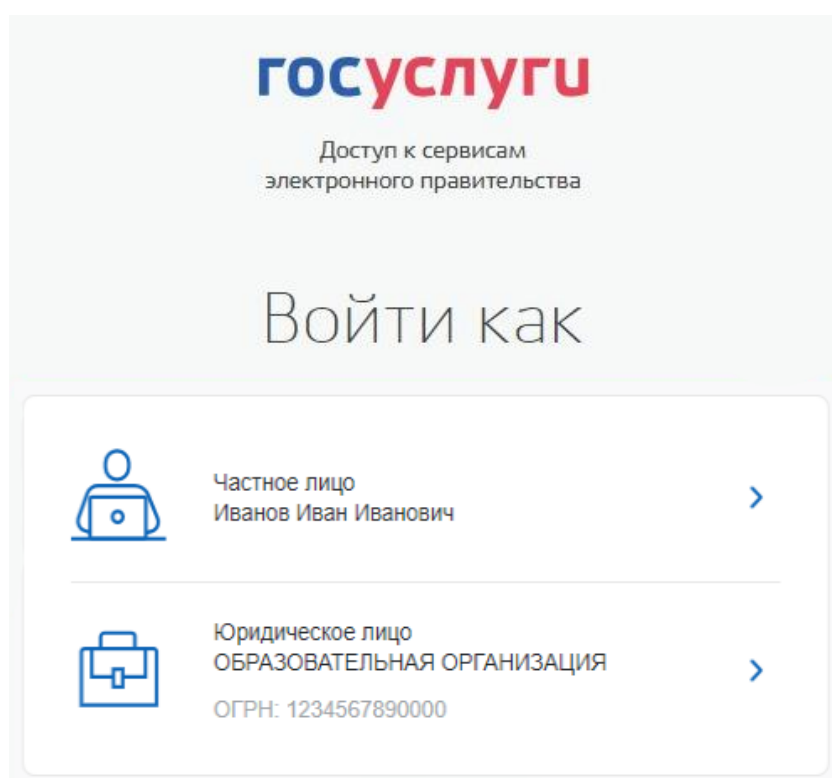 госуслуги
Доступ к сервисам
электронного правительства
Войти как
Частное лицо
Иванов Иван Иванович
Юридическое лицо
ОБРАЗОВАТЕЛЬНАЯ ОРГАНИЗАЦИЯ
ОГРН: 1234567890000